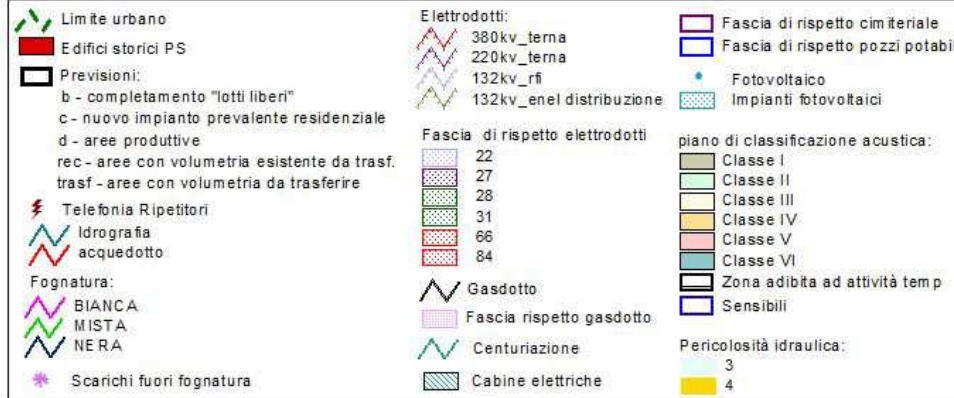 Limite urbano
Edifici storici PS
Previsioni:
b - completamento "lotti liberi"
c - nuovo impianto prevalente residenziale
d - aree produttive
rec - aree con volumetria esistente da trasf.
trasf - aree con volumetria da trasferire
Telefonia Ripetitori
Idrografia
acquedotto
Fognatura:
BIANCA
MISTA
NERA
Scarichi fuori fognatura
Elettrodotti:
380kv_terna
220kv_terna
132kv_rfi
132kv_enel distribuzione
Fascia di rispetto elettrodotti
22
27
28
31
66
84
Gasdotto
Fascia rispetto gasdotto
Centuriazione
Cabine elettriche
Fascia di rispetto cimiteriale
Fascia di rispetto pozzi potabil
Fotovoltaico
Impianti fotovoltaici
piano di classificazione acustica:
Classe I
Classe II
Classe III
Classe IV
Classe V
Classe VI
Zona adibita ad attività temp
Sensibili
Pericolosità idraulica:
3
4